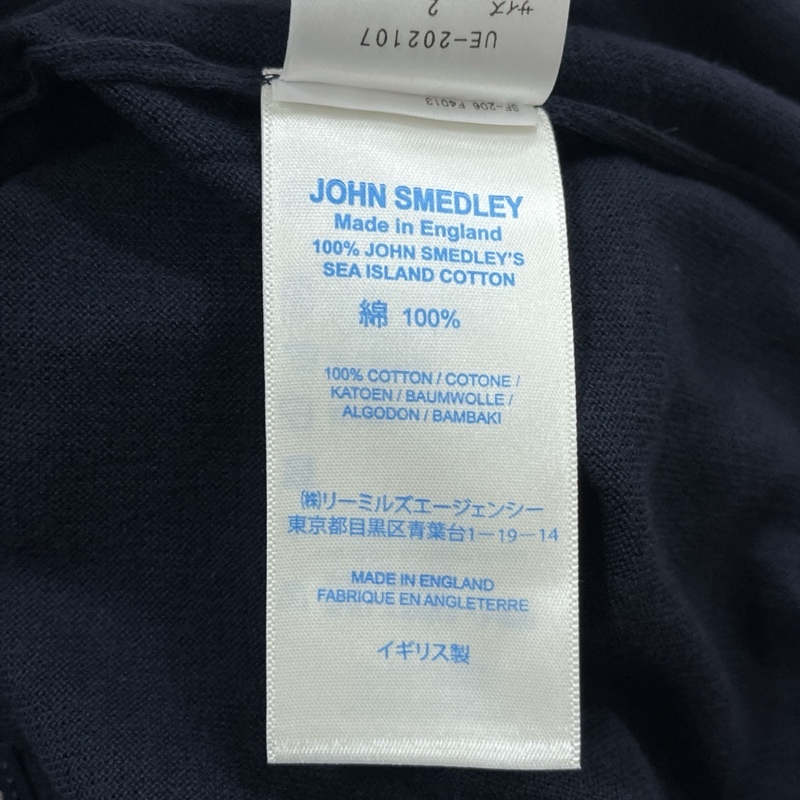 サイズ 2
UE-202107
SF-206 F4013
JOHN SMEDLEY
Made in England
100% JOHN SMEDLEY'S
SEA ISLAND COTTON
綿 100%
100% COTTON / COTONE /
KATOEN / BAUMWOLLE /
ALGODON / BAMBAKI
㈱リーミルズエージェンシー
東京都目黒区青葉台1-19-14
MADE IN ENGLAND
FABRIQUE EN ANGLETERRE
イギリス製